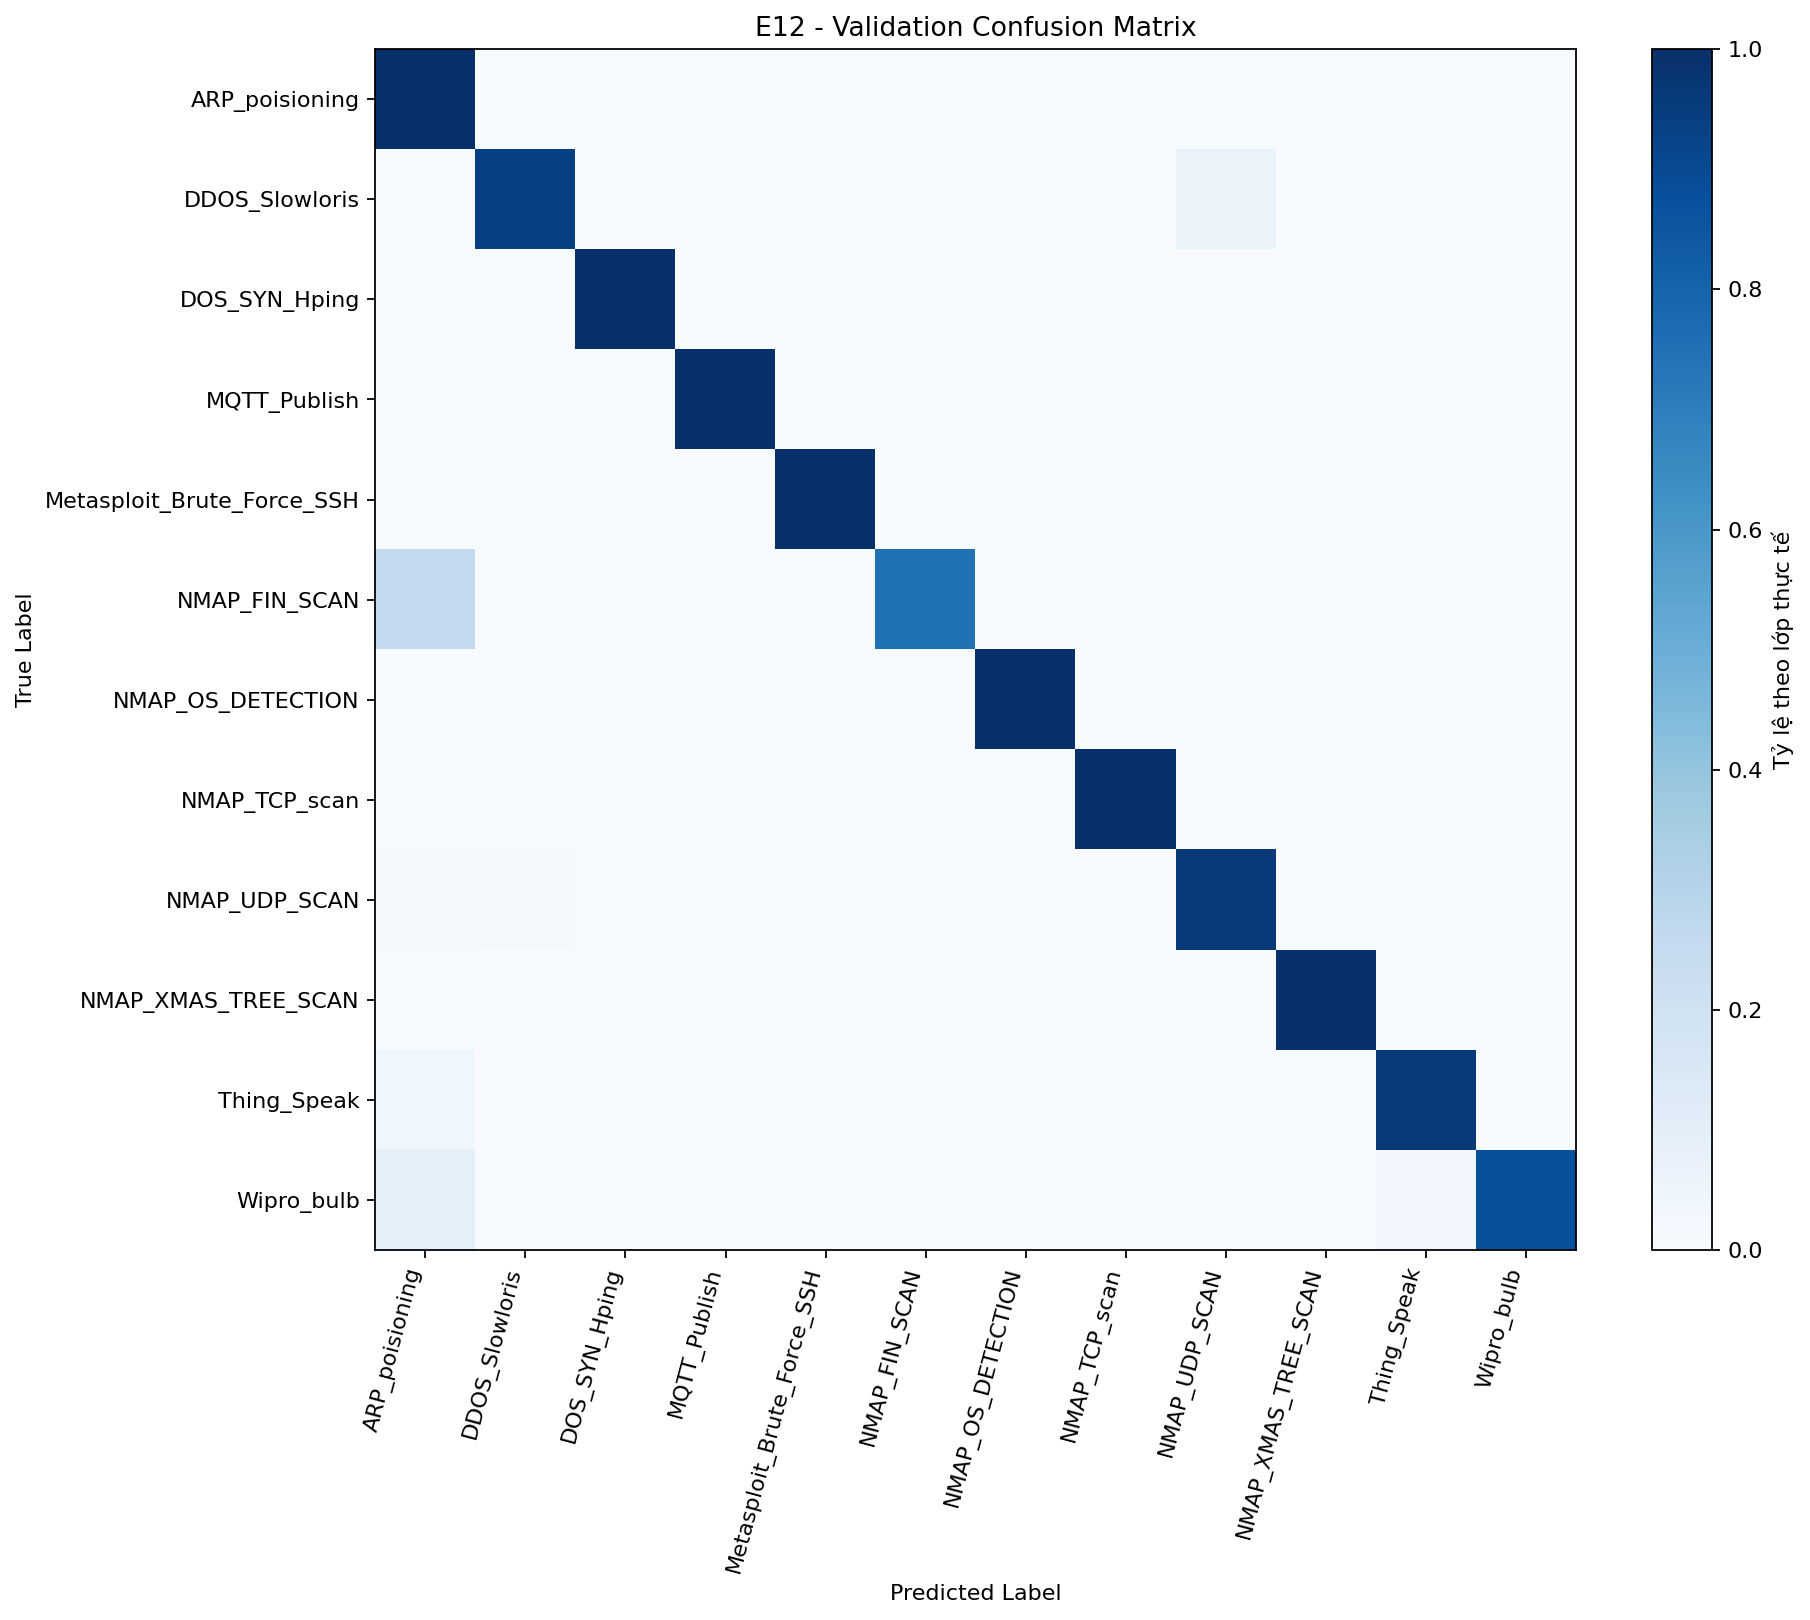 E12 - Validation Confusion Matrix
True Label
ARP_poisioning
DDOS_Slowloris
DOS_SYN_Hping
MQTT_Publish
Metasploit_Brute_Force_SSH
NMAP_FIN_SCAN
NMAP_OS_DETECTION
NMAP_TCP_scan
NMAP_UDP_SCAN
NMAP_XMAS_TREE_SCAN
Thing_Speak
Wipro_bulb
ARP_poisioning
DDOS_Slowloris
DOS_SYN_Hping
MQTT_Publish
Metasploit_Brute_Force_SSH
NMAP_FIN_SCAN
NMAP_OS_DETECTION
NMAP_TCP_scan
NMAP_UDP_SCAN
NMAP_XMAS_TREE_SCAN
Thing_Speak
Wipro_bulb
Predicted Label
1.0
0.8
0.6
0.4
0.2
0.0
Tỷ lệ theo lớp thực tế